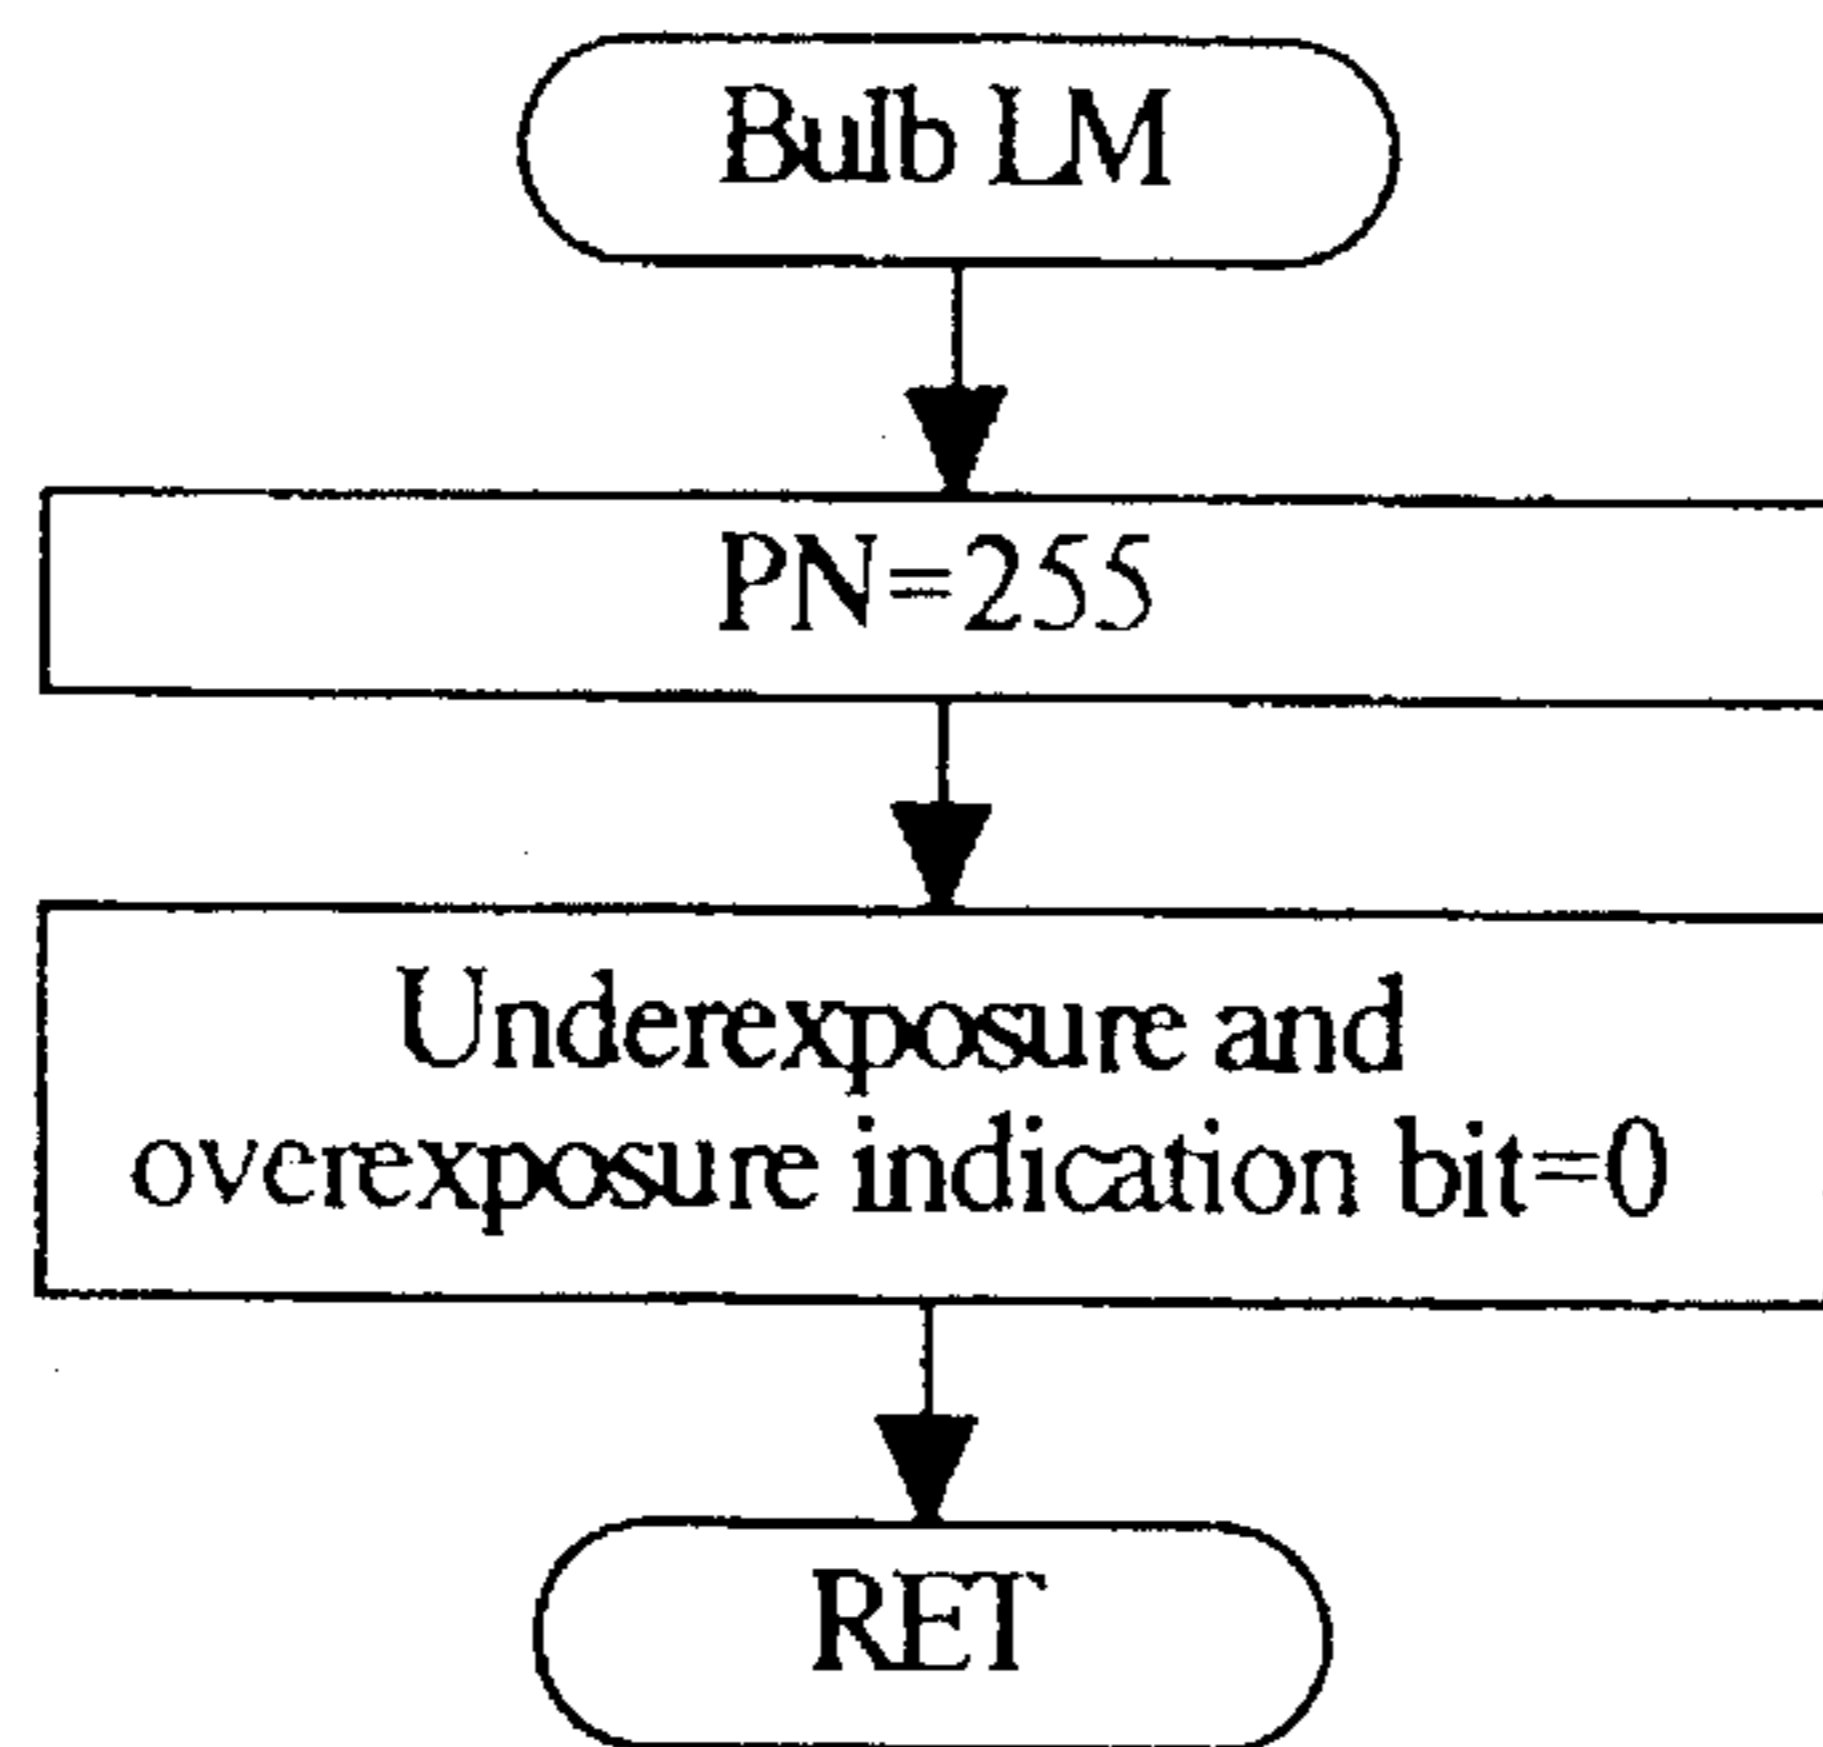 Bulb LM
PN=255
Underexposure and
overexposure indication bit=0
RET